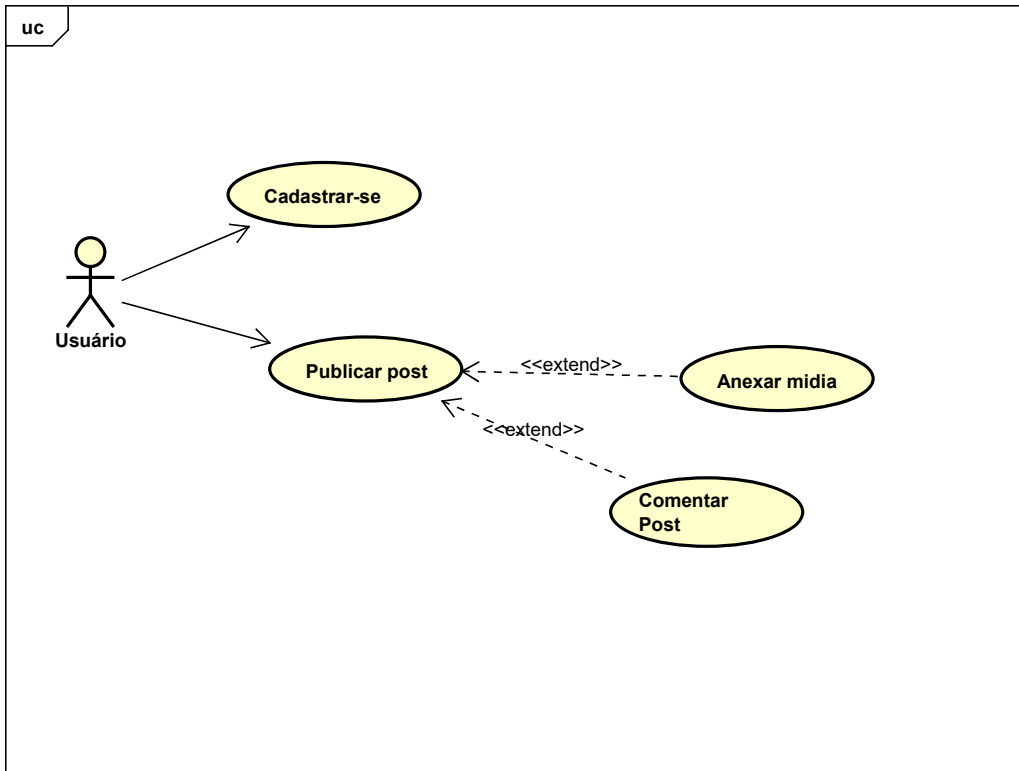 uc
Cadastrar-se
Usuário
Publicar post
<<extend>>
Anexar midia
<<extend>>
Comentar
Post